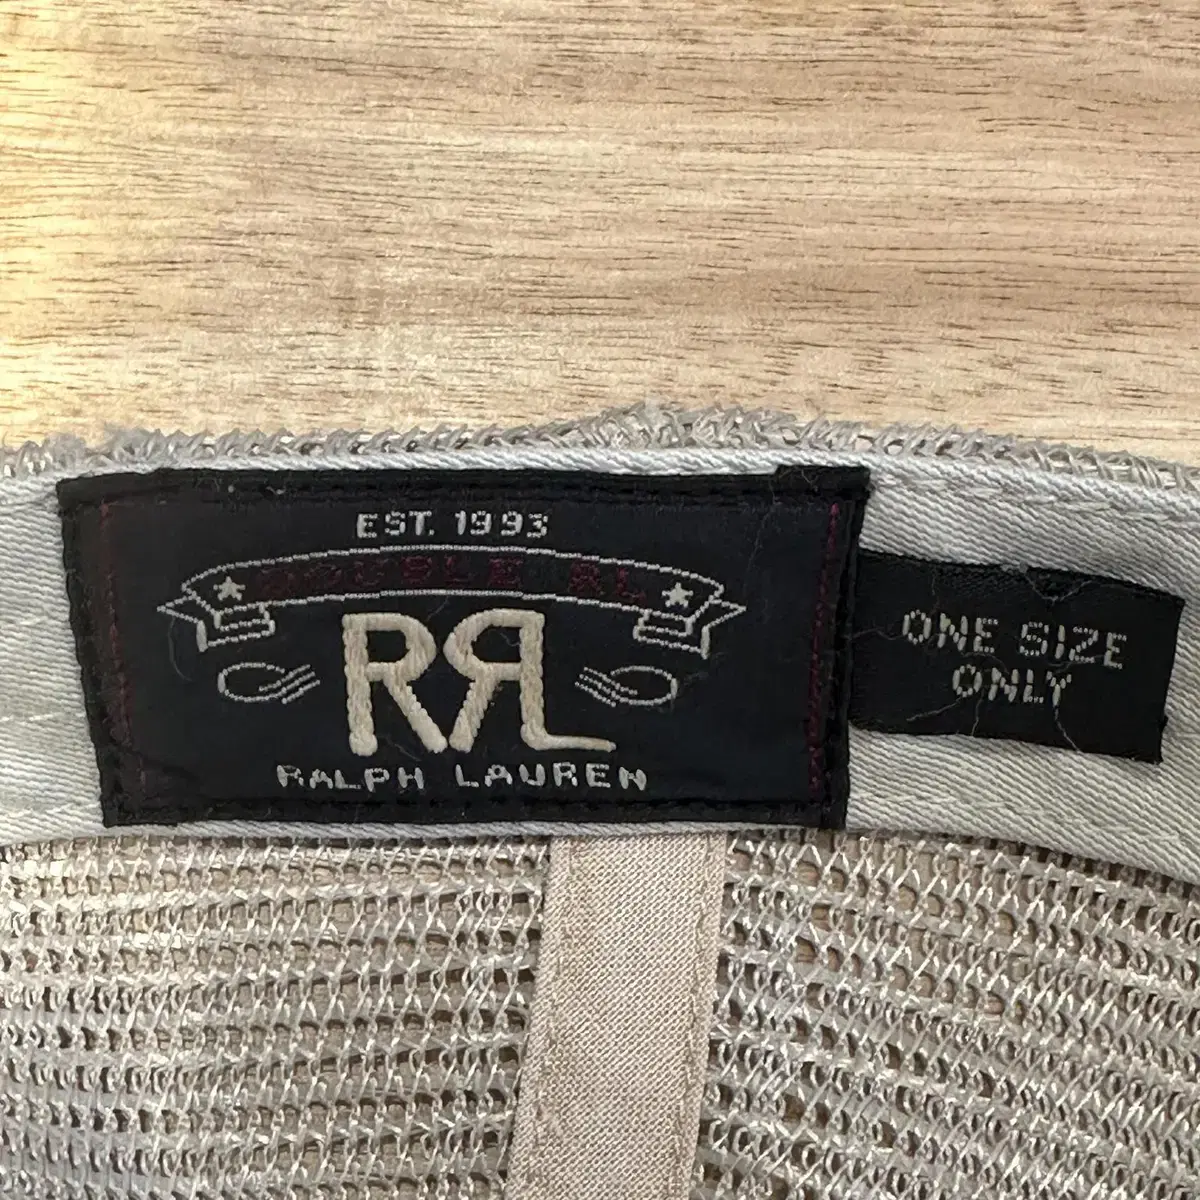 EST. 1993
DOUBLE RL
RRL
RALPH LAUREN
ONE SIZE
ONLY